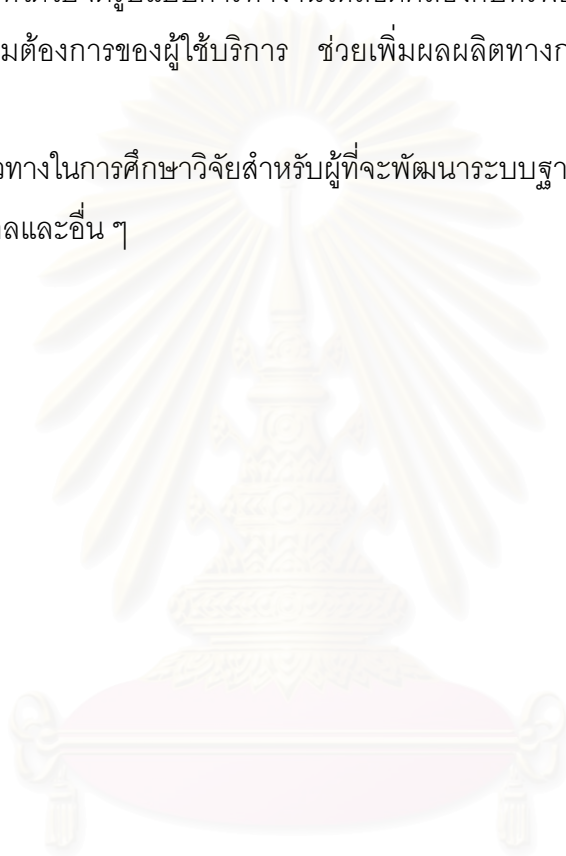 มต้องการของผู้ใช้บริการ ช่วยเพิ่มผลผลิตทางก
วทางในการศึกษาวิจัยสำหรับผู้ที่จะพัฒนาระบบฐา
ลและอื่น ๆ